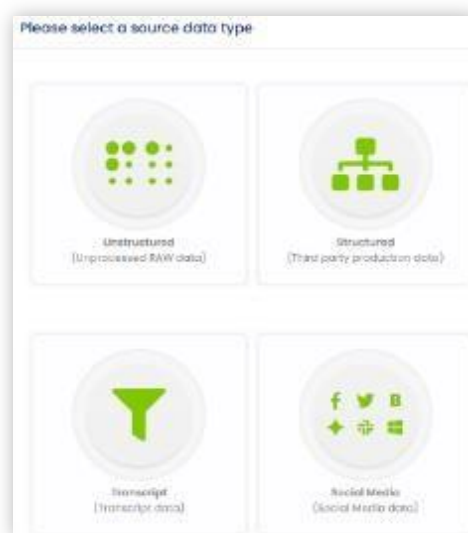 Please select a source data type
Unstructured
(Unprocessed RAW data)
Structured
(Third party production data)
Transcript
(Transcript data)
Social Media
(Social Media data)